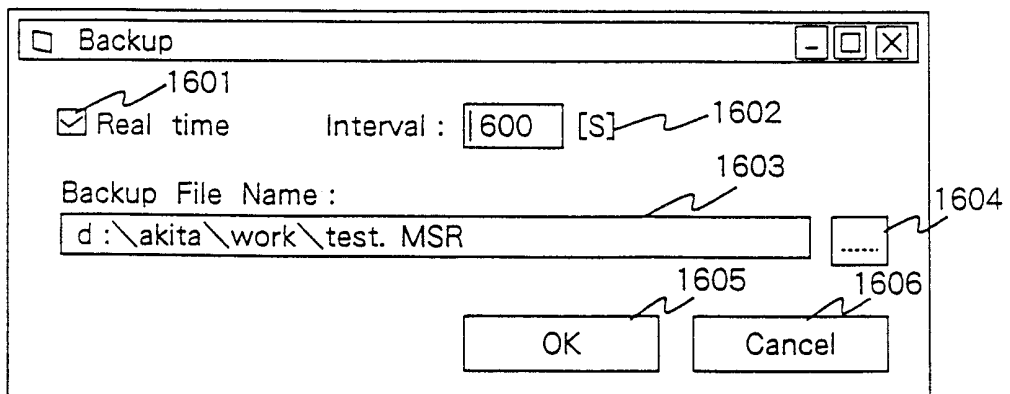 Backup
1601
Real time Interval : 600 [S] 1602
1603
Backup File Name :
1604
d:\akita\work\test. MSR ......
1605 1606
OK Cancel